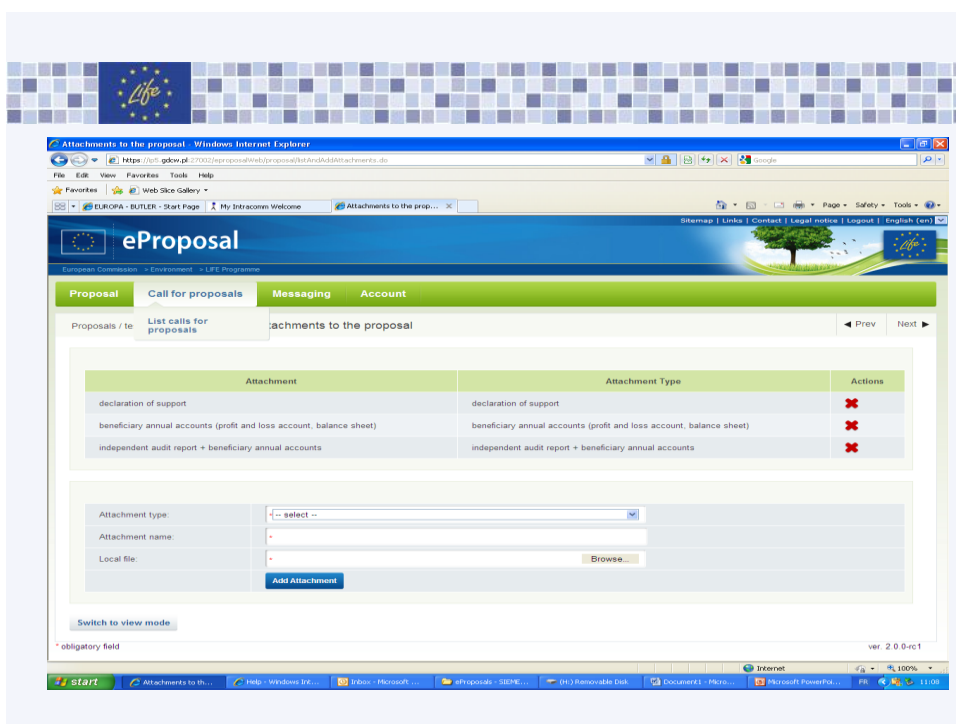 Life
Attachments to the proposal - Windows Internet Explorer
https://lp5.gdcw.pl:27002/eproposalWeb/proposal/listAndAddAttachments.do
Google
File Edit View Favorites Tools Help
Favorites Web Slice Gallery
EUROPA - BUTLER - Start Page My Intracomm Welcome Attachments to the prop... Page Safety Tools
Sitemap | Links | Contact | Legal notice | Logout | English (en)
eProposal
Life
European Commission > Environment > LIFE Programme
Proposal Call for proposals Messaging Account
List calls for
proposals
Proposals / te tachments to the proposal Prev Next
Attachment Attachment Type Actions
declaration of support declaration of support
beneficiary annual accounts (profit and loss account, balance sheet) beneficiary annual accounts (profit and loss account, balance sheet)
independent audit report + beneficiary annual accounts independent audit report + beneficiary annual accounts
Attachment type: * -- select --
Attachment name: *
Local file: * Browse...
Add Attachment
Switch to view mode
* obligatory field ver. 2.0.0-rc1
Internet 100%
start Attachments to th... Help - Windows Int... Inbox - Microsoft ... eProposals - SIEME... (H:) Removable Disk Document1 - Micro... Microsoft PowerPoi... FR 11:08